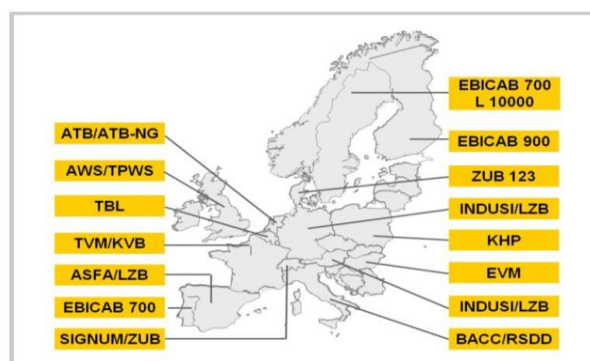 EBICAB 700
L 10000
ATB/ATB-NG
EBICAB 900
AWS/TPWS
ZUB 123
TBL
INDUSI/LZB
TVM/KVB
KHP
ASFA/LZB
EVM
EBICAB 700
INDUSI/LZB
SIGNUM/ZUB
BACC/RSDD